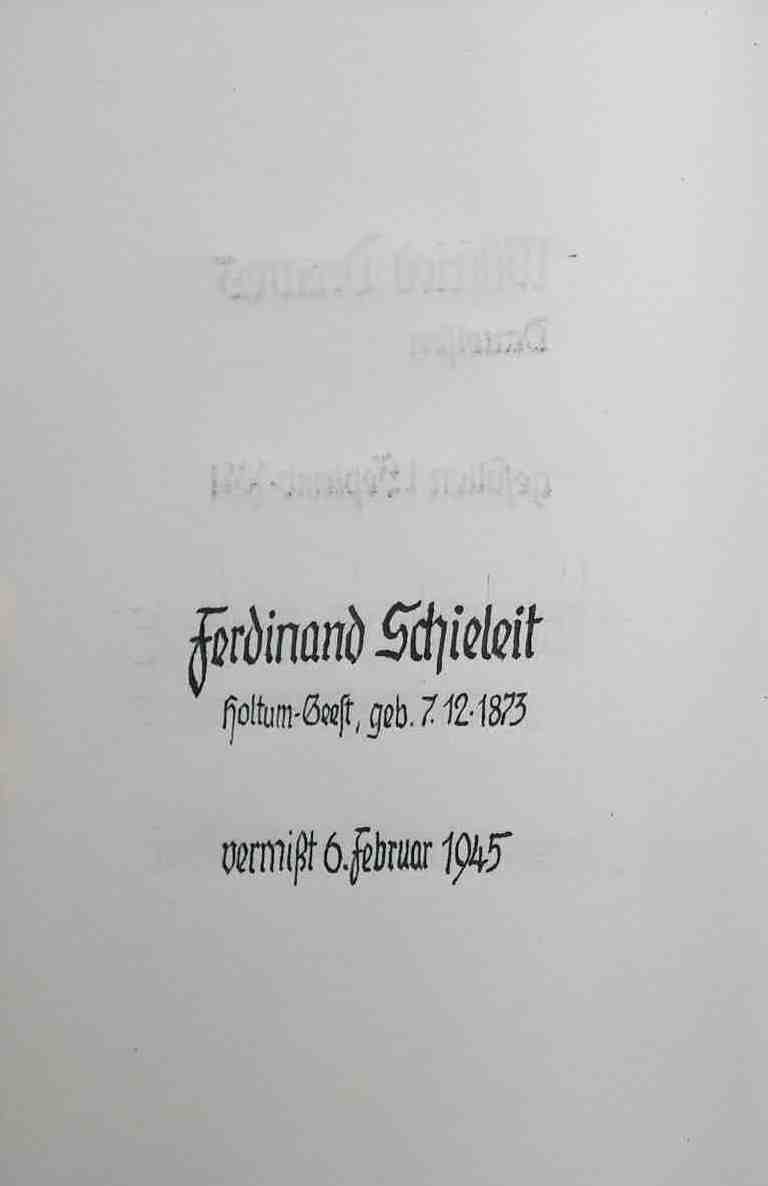 Ferdinand Schieleit
Holtum-Geest, geb. 7.12.1873
vermißt 6. Februar 1945